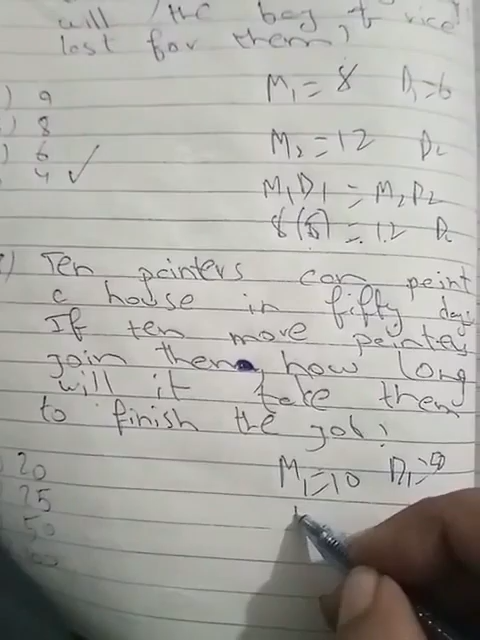 will the bag of rice
last for them?
) 9
) 8
) 6
4 ✓
M₁ = 8 D₁ = 6
M₂ = 12 D₂
M₁D₁ = M₂D₂
8(6) = 12 D₂
) Ten painters can paint
a house in fifty days
If ten more painters
join them, how long
will it take them
to finish the job?
20
25
50
M₁ = 10 D₁ = 50